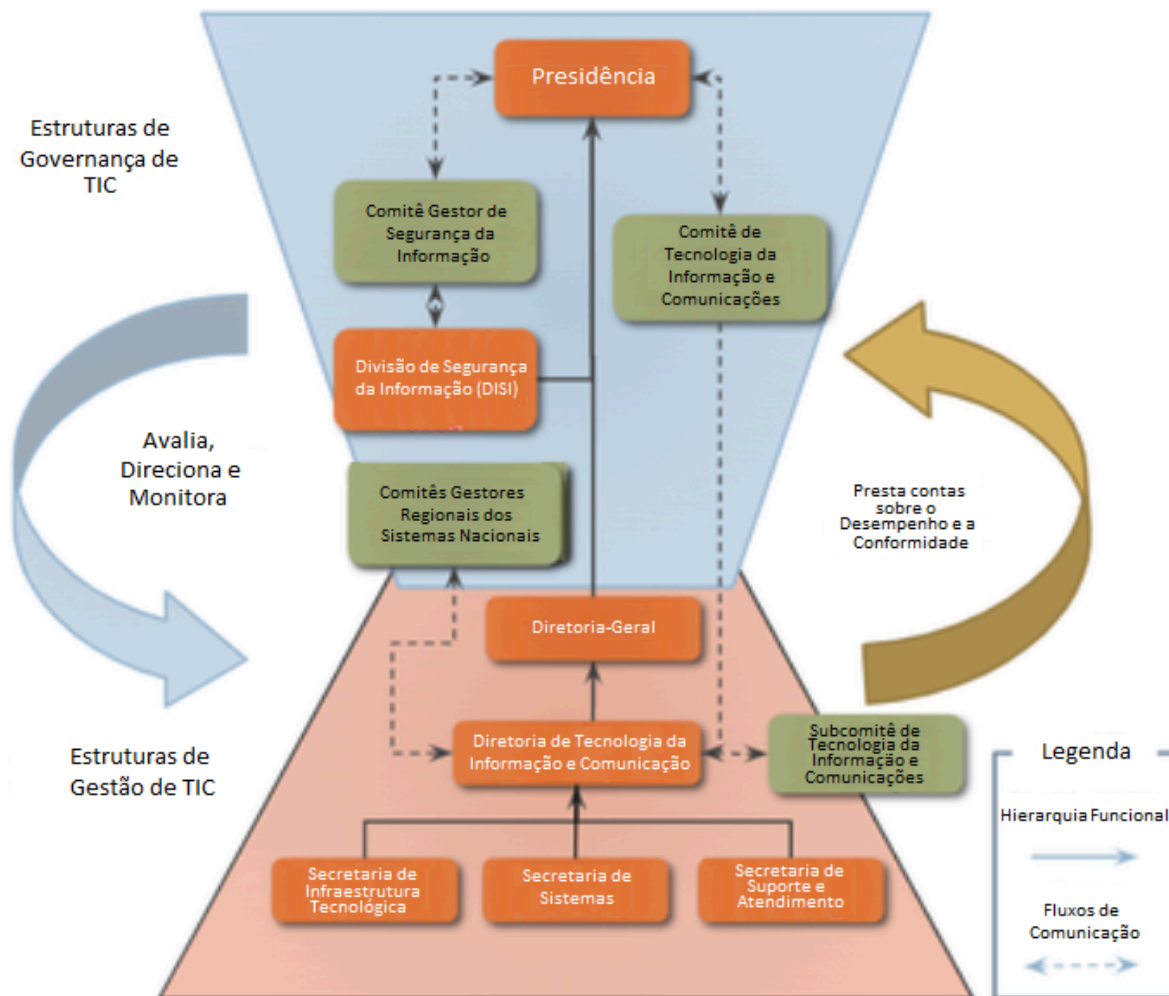 Presidência
Estruturas de
Governança de
TIC
Comitê Gestor de
Segurança da
Informação
Comitê de
Tecnologia da
Informação e
Comunicações
Divisão de Segurança
da Informação (DISI)
Avalia,
Direciona e
Monitora
Comitês Gestores
Regionais dos
Sistemas Nacionais
Presta contas
sobre o
Desempenho e a
Conformidade
Diretoria-Geral
Estruturas de
Gestão de TIC
Diretoria de Tecnologia da
Informação e Comunicação
Subcomitê de
Tecnologia da
Informação e
Comunicações
Secretaria de
Infraestrutura
Tecnológica
Secretaria de
Sistemas
Secretaria de
Suporte e
Atendimento
Legenda
Hierarquia Funcional
Fluxos de
Comunicação